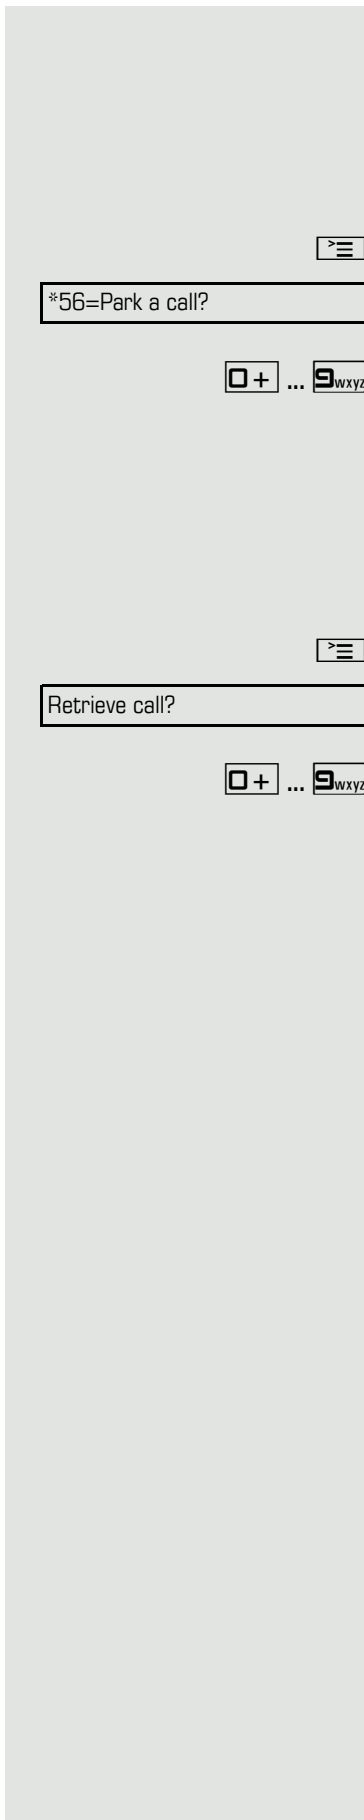 *56=Park a call?
0 + ... 9wxyz
Retrieve call?
0 + ... 9wxyz